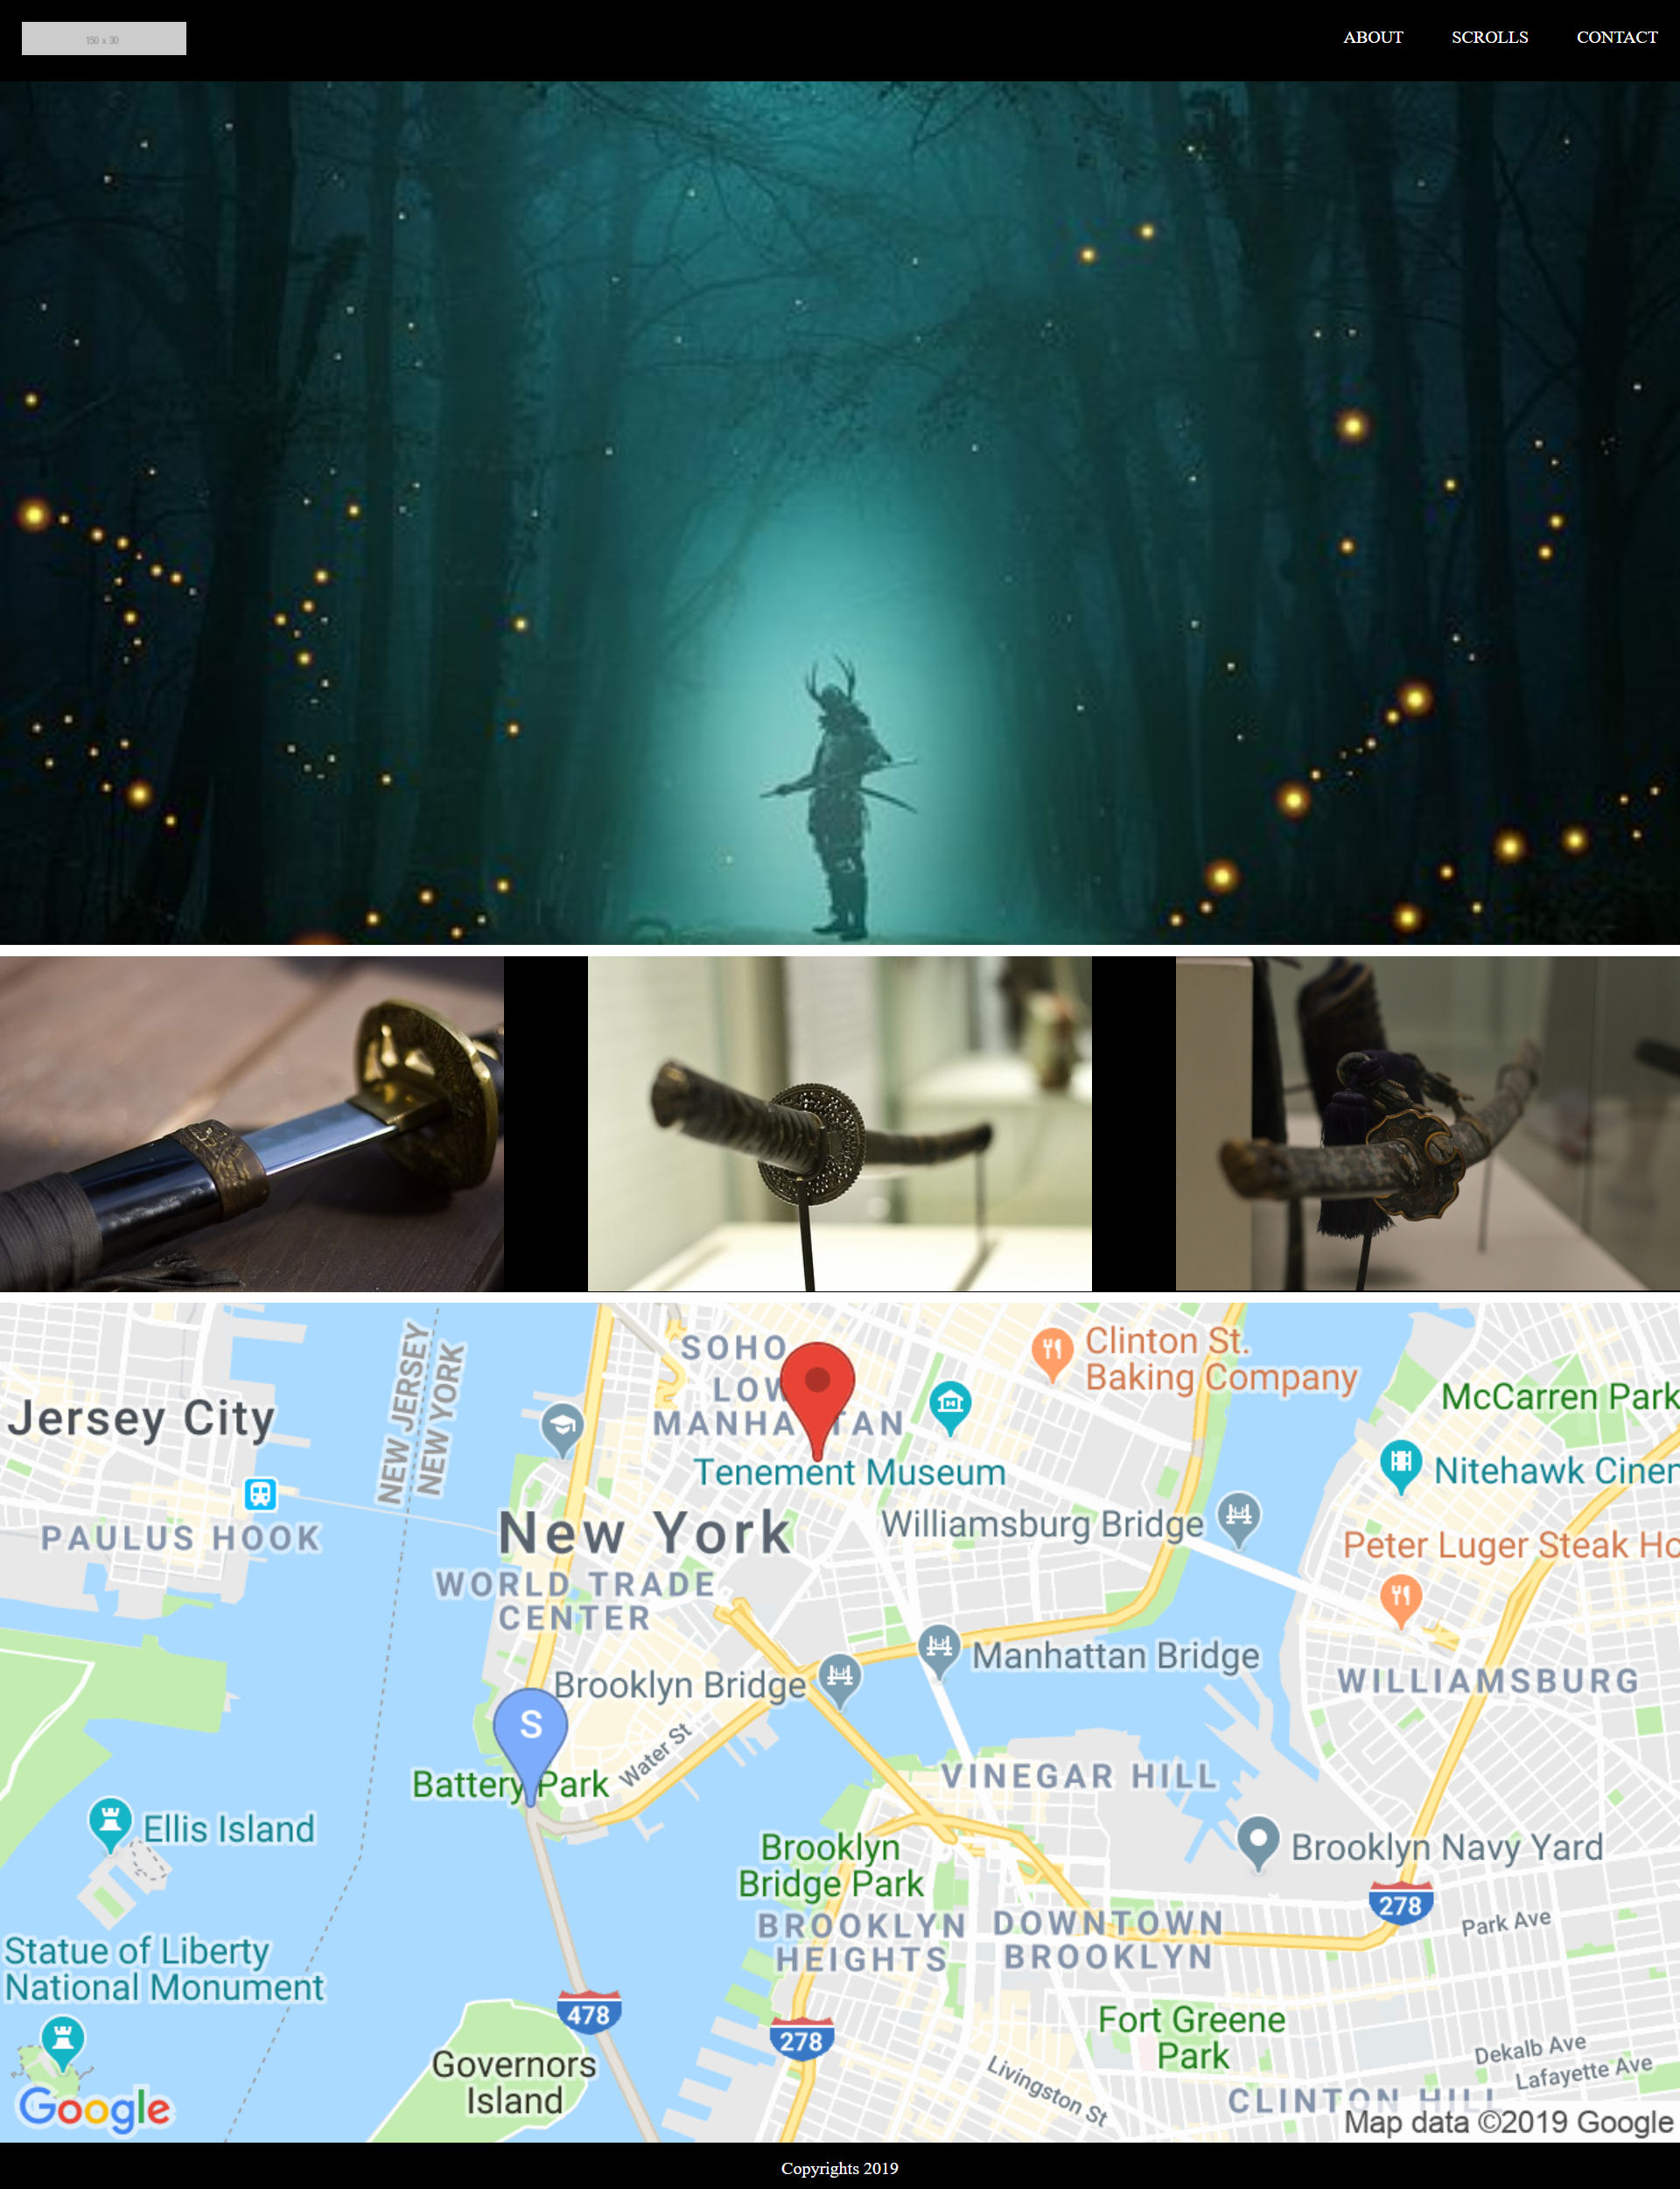 150 x 30
ABOUT SCROLLS CONTACT
SOHO
Clinton St.
Baking Company
MANHA TAN
McCarren Park
Jersey City
NEW JERSEY
NEW YORK
Tenement Museum
Nitehawk
Williamsburg Bridge
PAULUS HOOK
New York
Peter Luger Steak
WORLD TRADE
CENTER
Manhattan Bridge
Brooklyn Bridge
WILLIAMSBURG
S
Water St
Battery Park
VINEGAR HILL
Ellis Island
Brooklyn Navy Yard
Brooklyn
Bridge Park
278
Park Ave
BROOKLYN
HEIGHTS
DOWNTOWN
BROOKLYN
Statue of Liberty
National Monument
478
278
Fort Greene
Park
Governors
Island
Livingston St
Dekalb Ave
Lafayette Ave
CLINTON HILL
Google
Map data ©2019 Google
Copyrights 2019